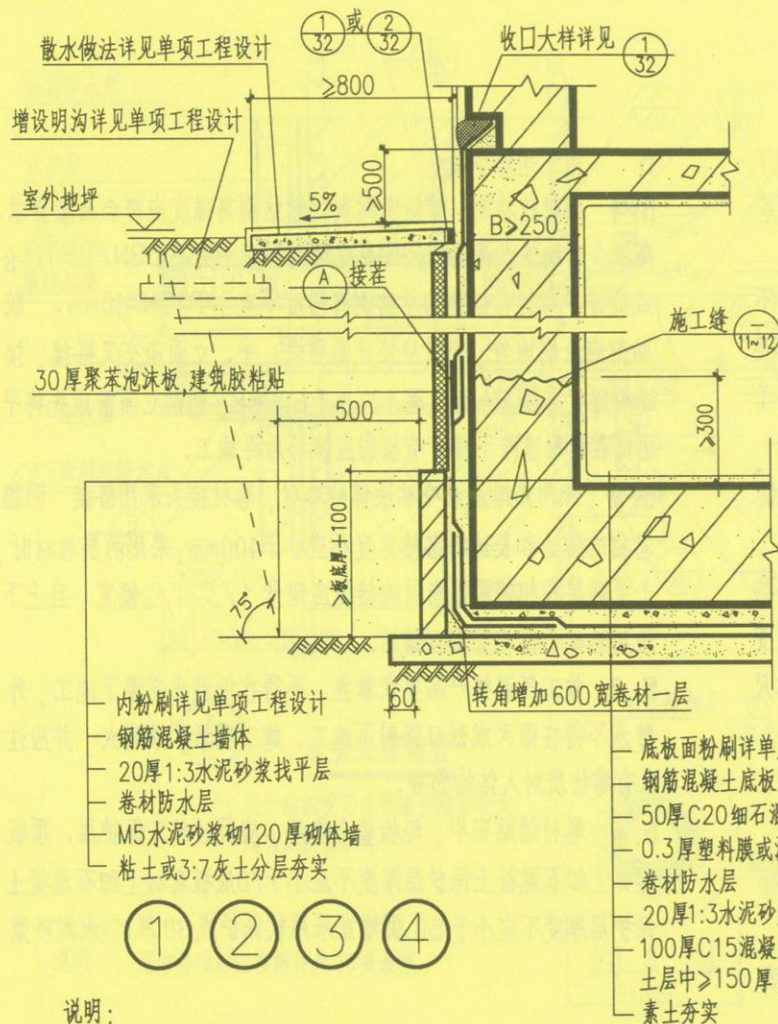 1/32 或 2/32
收口大样详见 1/32
散水做法详见单项工程设计
≥800
增设明沟详见单项工程设计
≥500
室外地坪
5%
B≥250
A 接茬
施工缝 一/11~12
30厚聚苯泡沫板 建筑胶粘贴
500
≥300
底板底厚+100
75°
60
转角增加600宽卷材一层
内粉刷详见单项工程设计
钢筋混凝土墙体
20厚1:3水泥砂浆找平层
卷材防水层
M5水泥砂浆砌120厚砌体墙
粘土或3:7灰土分层夯实
底板面粉刷详单
钢筋混凝土底板
50厚C20细石
0.3厚塑料膜或
卷材防水层
20厚1:3水泥砂
100厚C15混凝
土层中≥150厚
素土夯实
1 2 3 4
说明: